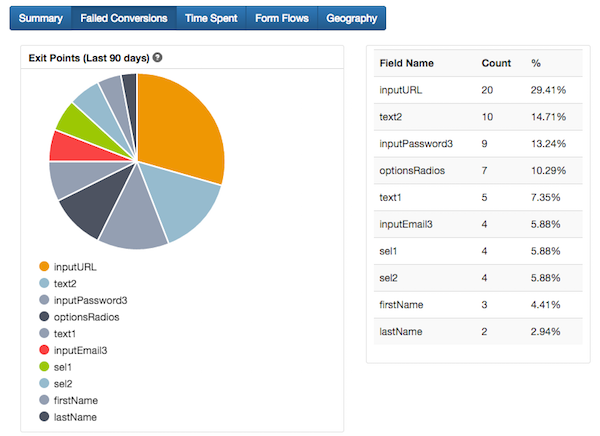 Summary Failed Conversions Time Spent Form Flows Geography
Exit Points (Last 90 days) ?
inputURL
text2
inputPassword3
optionsRadios
text1
inputEmail3
sel1
sel2
firstName
lastName
Field Name Count %
inputURL 20 29.41%
text2 10 14.71%
inputPassword3 9 13.24%
optionsRadios 7 10.29%
text1 5 7.35%
inputEmail3 4 5.88%
sel1 4 5.88%
sel2 4 5.88%
firstName 3 4.41%
lastName 2 2.94%